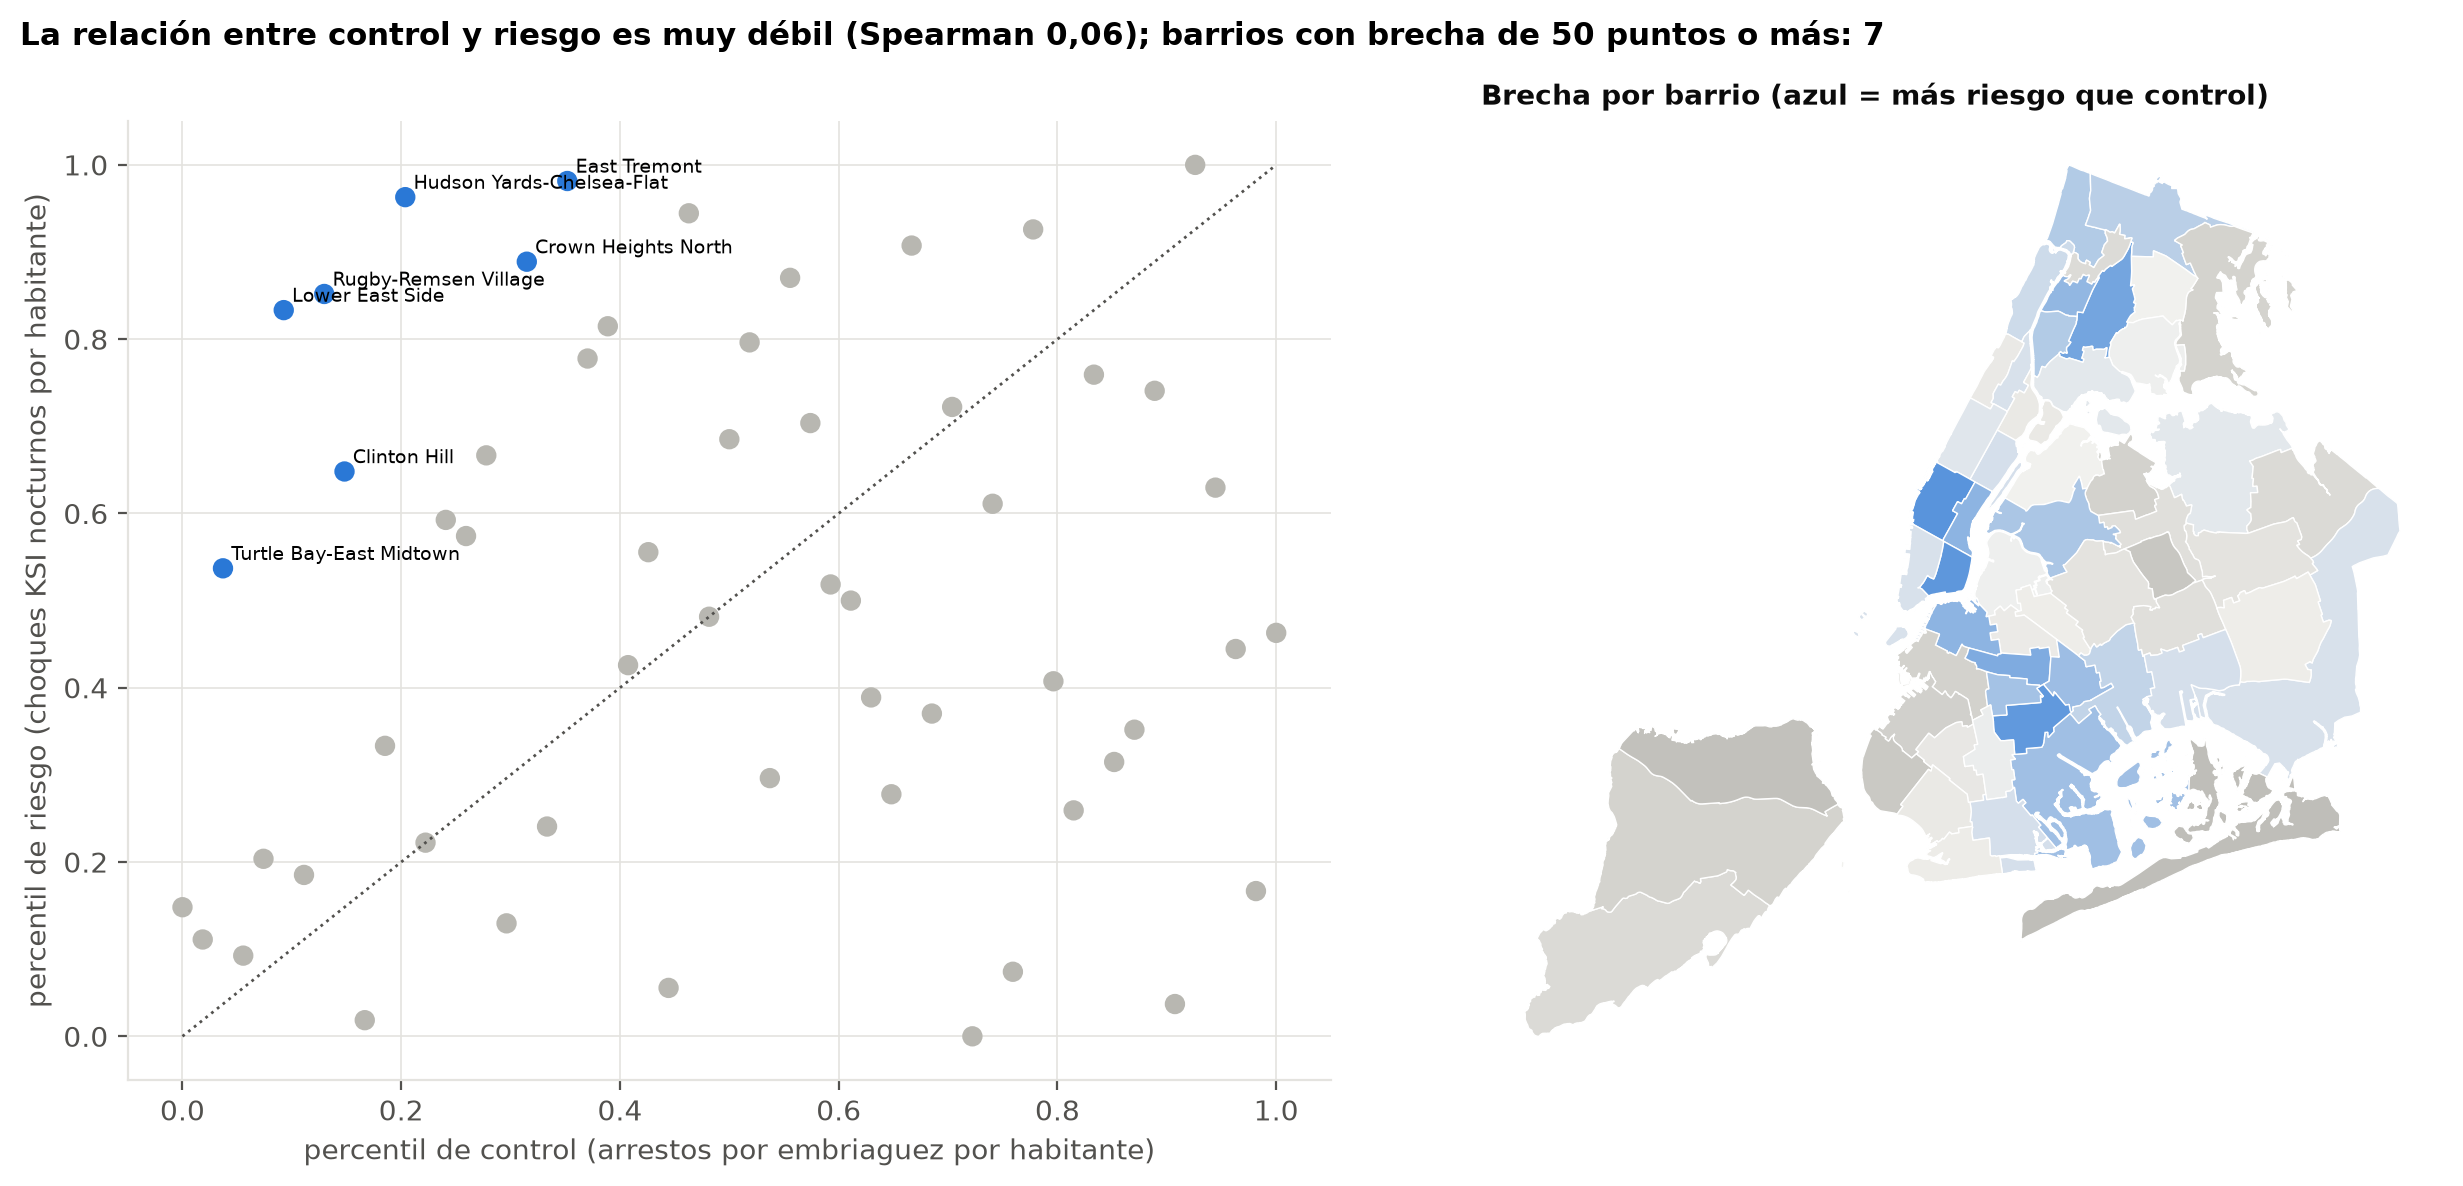 La relación entre control y riesgo es muy débil (Spearman 0,06); barrios con brecha de 50 puntos o más: 7
Brecha por barrio (azul = más riesgo que control)
percentil de riesgo (choques KSI nocturnos por habitante)
1.0
0.8
0.6
0.4
0.2
0.0
East Tremont
Hudson Yards-Chelsea-Flat
Crown Heights North
Rugby-Remsen Village
Lower East Side
Clinton Hill
Turtle Bay-East Midtown
0.0
0.2
0.4
0.6
0.8
1.0
percentil de control (arrestos por embriaguez por habitante)